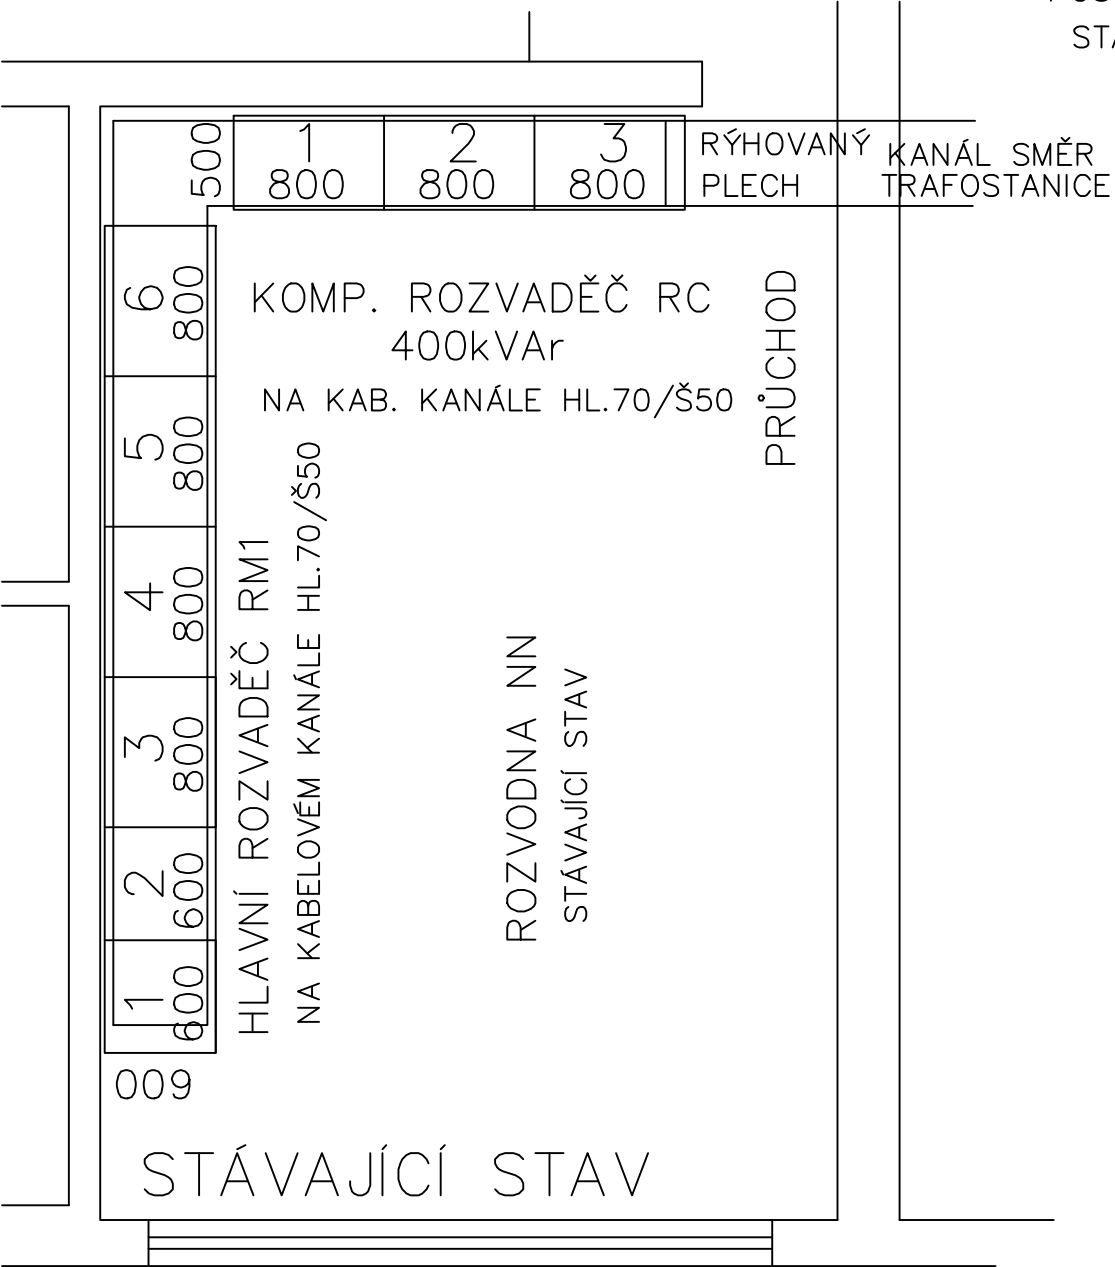 STA
1 2 3
800 800 800
500
RÝHOVANÝ
PLECH
KANÁL SMĚR
TRAFOSTANICE
KOMP. ROZVADĚČ RC
400kVAr
NA KAB. KANÁLE HL.70/Š50
PRŮCHOD
6
800
5
800
4
800
3
800
2
600
1
600
009
HLAVNÍ ROZVADĚČ RM1
NA KABELOVÉM KANÁLE HL.70/Š50
ROZVODNA NN
STÁVAJÍCÍ STAV
STÁVAJÍCÍ STAV